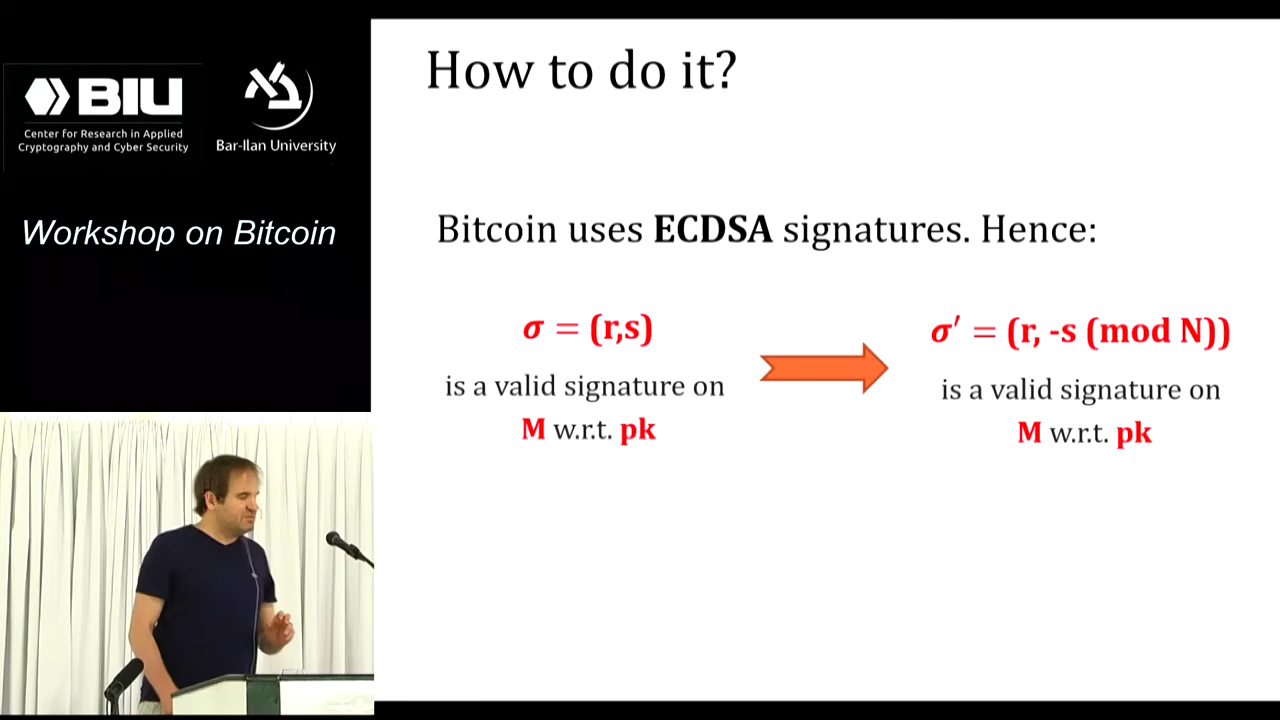 BIU
Center for Research in Applied
Cryptography and Cyber Security
Bar-Ilan University
Workshop on Bitcoin
How to do it?
Bitcoin uses ECDSA signatures. Hence:
σ = (r,s)
is a valid signature on
M w.r.t. pk
σ′ = (r, -s (mod N))
is a valid signature on
M w.r.t. pk